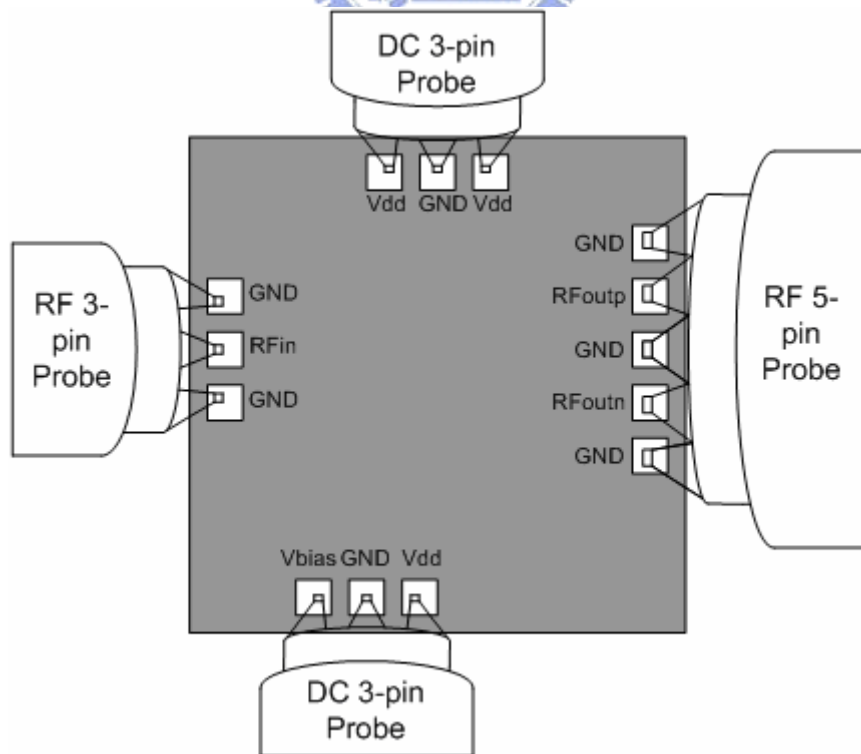 DC 3-pin
Probe
Vdd GND Vdd
GND
RFoutp
GND
RFoutn
GND
RF 5-
pin
Probe
RF 3-
pin
Probe
GND
RFin
GND
Vbias GND Vdd
DC 3-pin
Probe